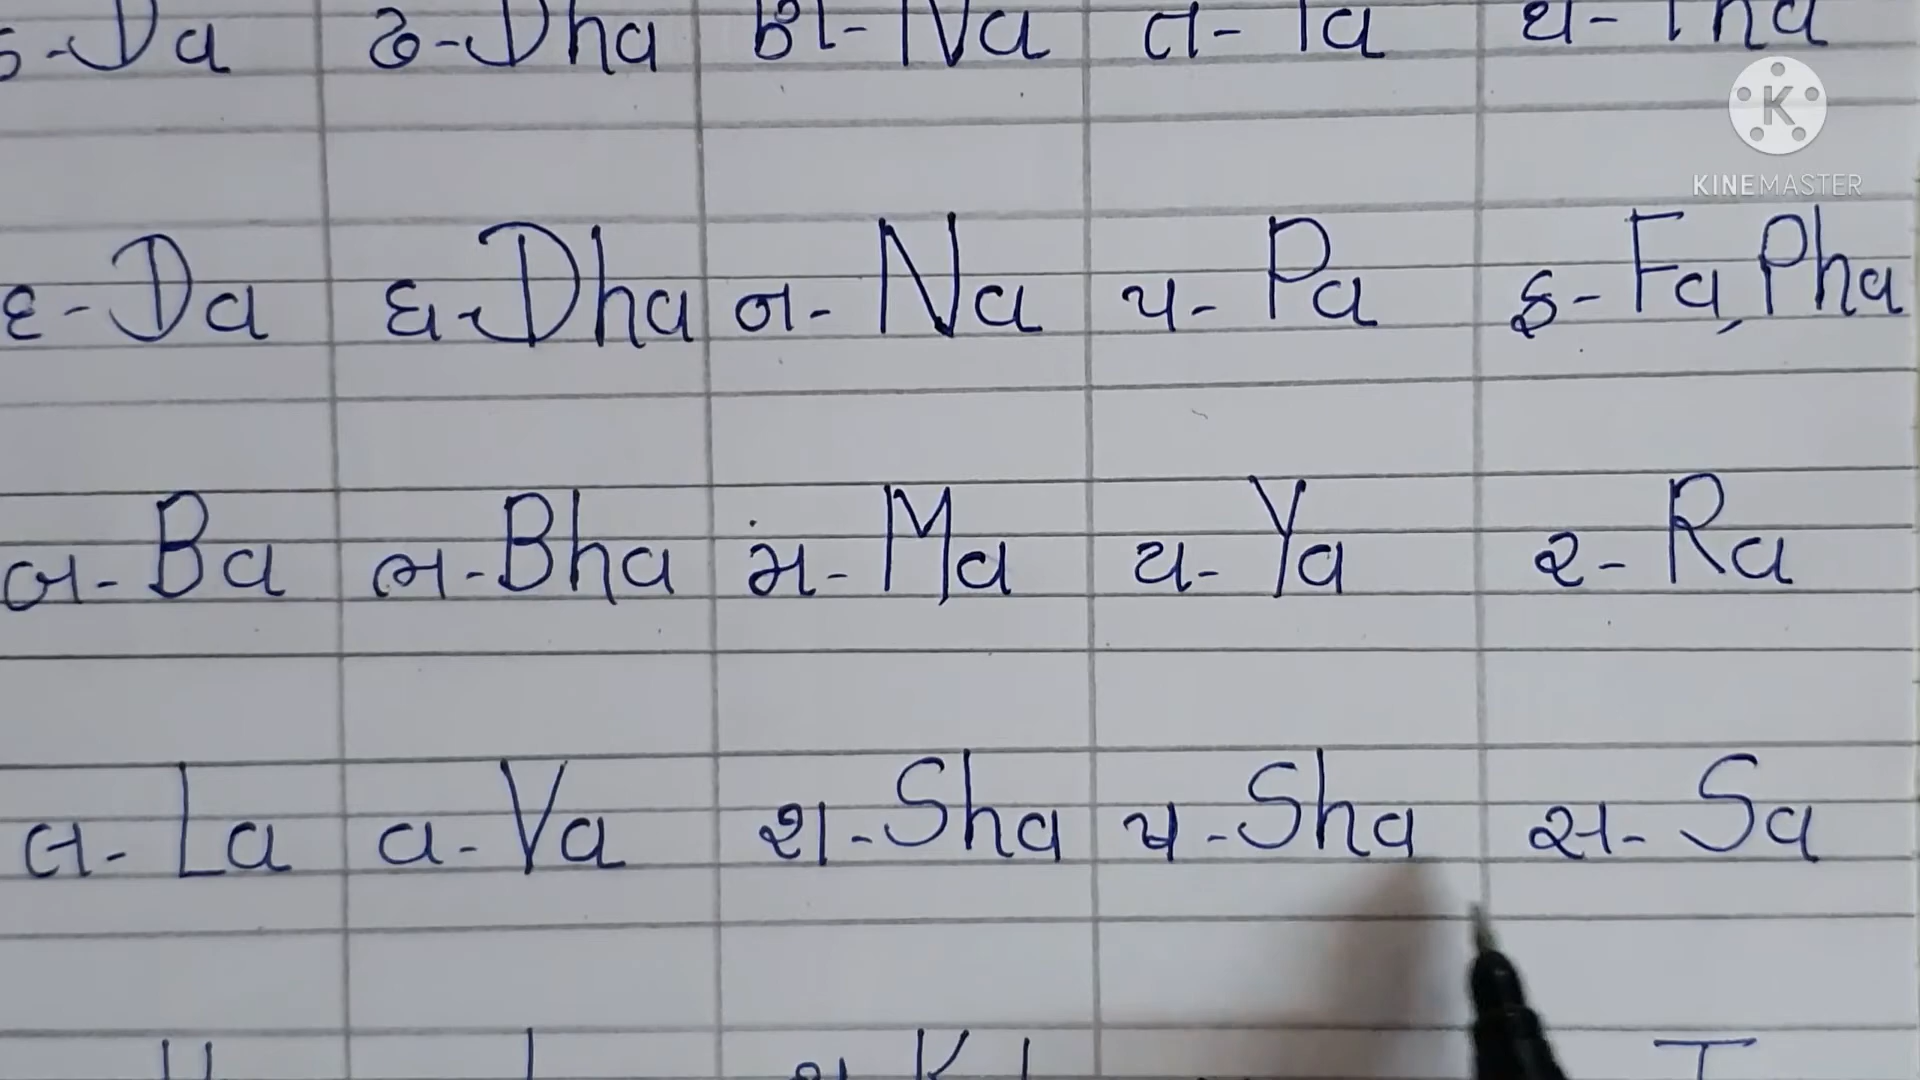 ડ-Da ઢ-Dha ણ-Na ત-Ta થ-Tha
KINEMASTER
દ-Da ધ-Dha ન-Na પ-Pa ફ-Fa, Pha
બ-Ba ભ-Bha મ-Ma ય-Ya ર-Ra
લ-La વ-Va શ-Sha ષ-Sha સ-Sa